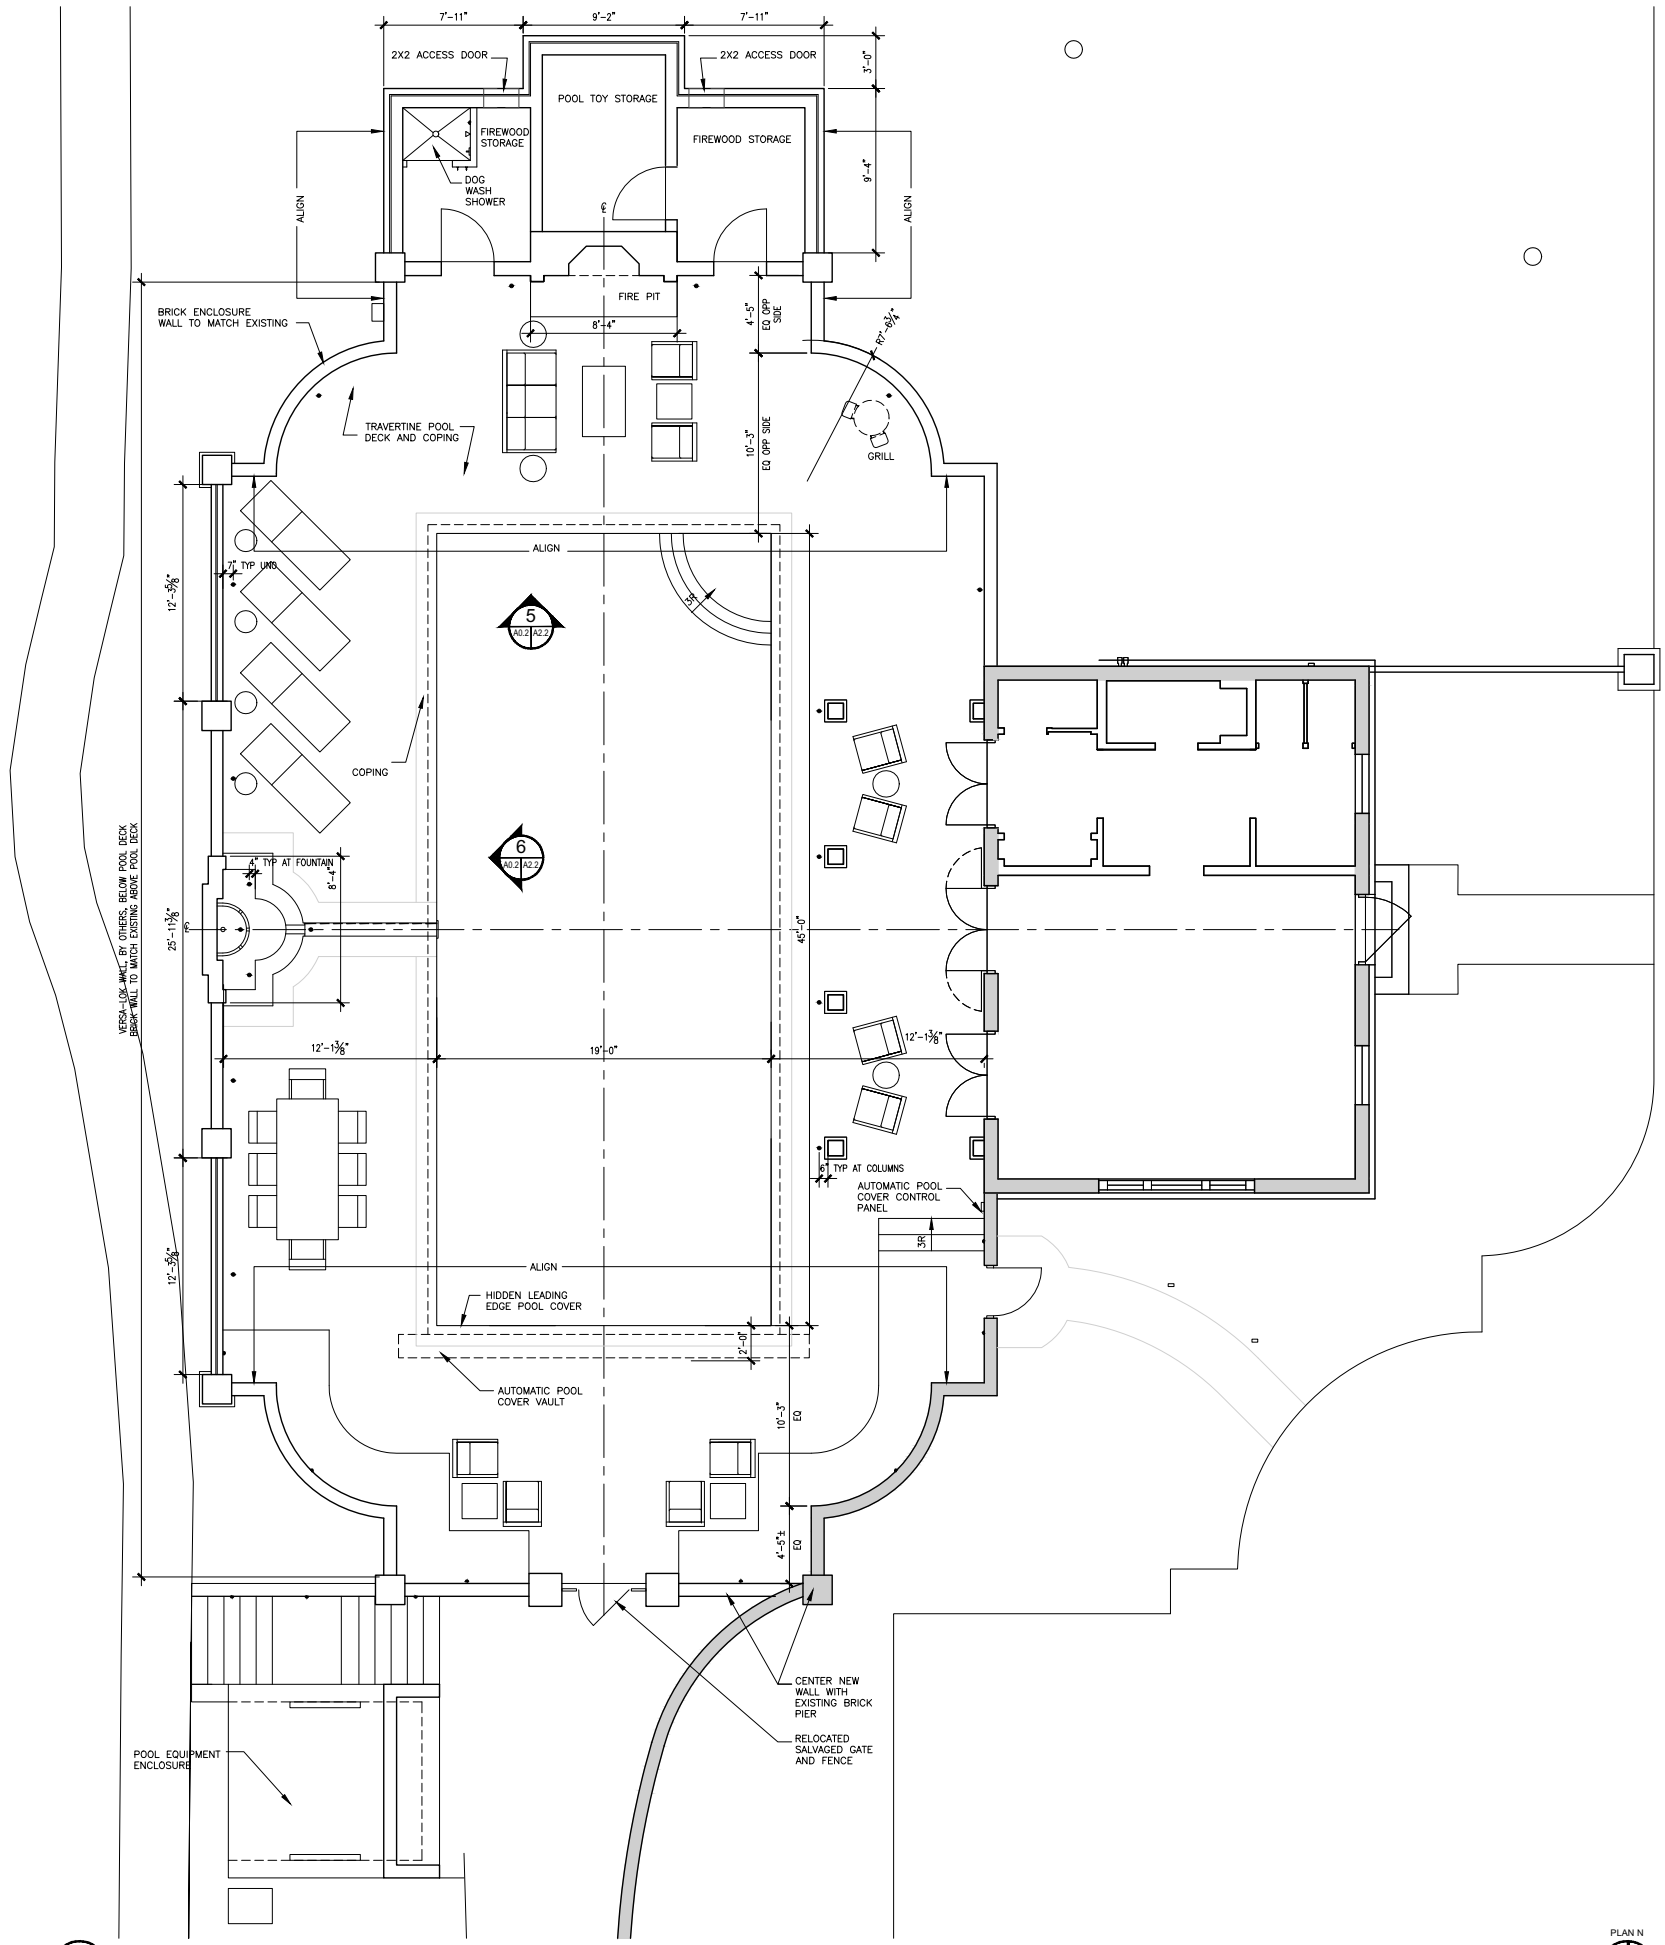 7'-11"
9'-2"
7'-11"
2X2 ACCESS DOOR
2X2 ACCESS DOOR
3'-0"
POOL TOY STORAGE
FIREWOOD
STORAGE
FIREWOOD STORAGE
9'-4"
DOG
WASH
SHOWER
ALIGN
ALIGN
℄
FIRE PIT
BRICK ENCLOSURE
WALL TO MATCH EXISTING
8'-4"
4'-5"
EQ OPP
SIDE
R7'-6¾"
TRAVERTINE POOL
DECK AND COPING
10'-3"
EQ OPP SIDE
GRILL
ALIGN
7" TYP UNO
12'-3⅝"
3R
5
A0.2 A2.2
COPING
6
A0.2 A2.2
VERSA-LOK WALL, BY OTHERS, BELOW POOL DECK
BRICK WALL TO MATCH EXISTING ABOVE POOL DECK
4" TYP AT FOUNTAIN
8'-4"
25'-11¾"
℄
45'-0"
12'-1⅜"
19'-0"
12'-1⅜"
6" TYP AT COLUMNS
AUTOMATIC POOL
COVER CONTROL
PANEL
3R
12'-3⅝"
ALIGN
HIDDEN LEADING
EDGE POOL COVER
2'-0"
AUTOMATIC POOL
COVER VAULT
10'-3"
EQ
4'-5"±
EQ
CENTER NEW
WALL WITH
EXISTING BRICK
PIER
RELOCATED
SALVAGED GATE
AND FENCE
POOL EQUIPMENT
ENCLOSURE
PLAN N